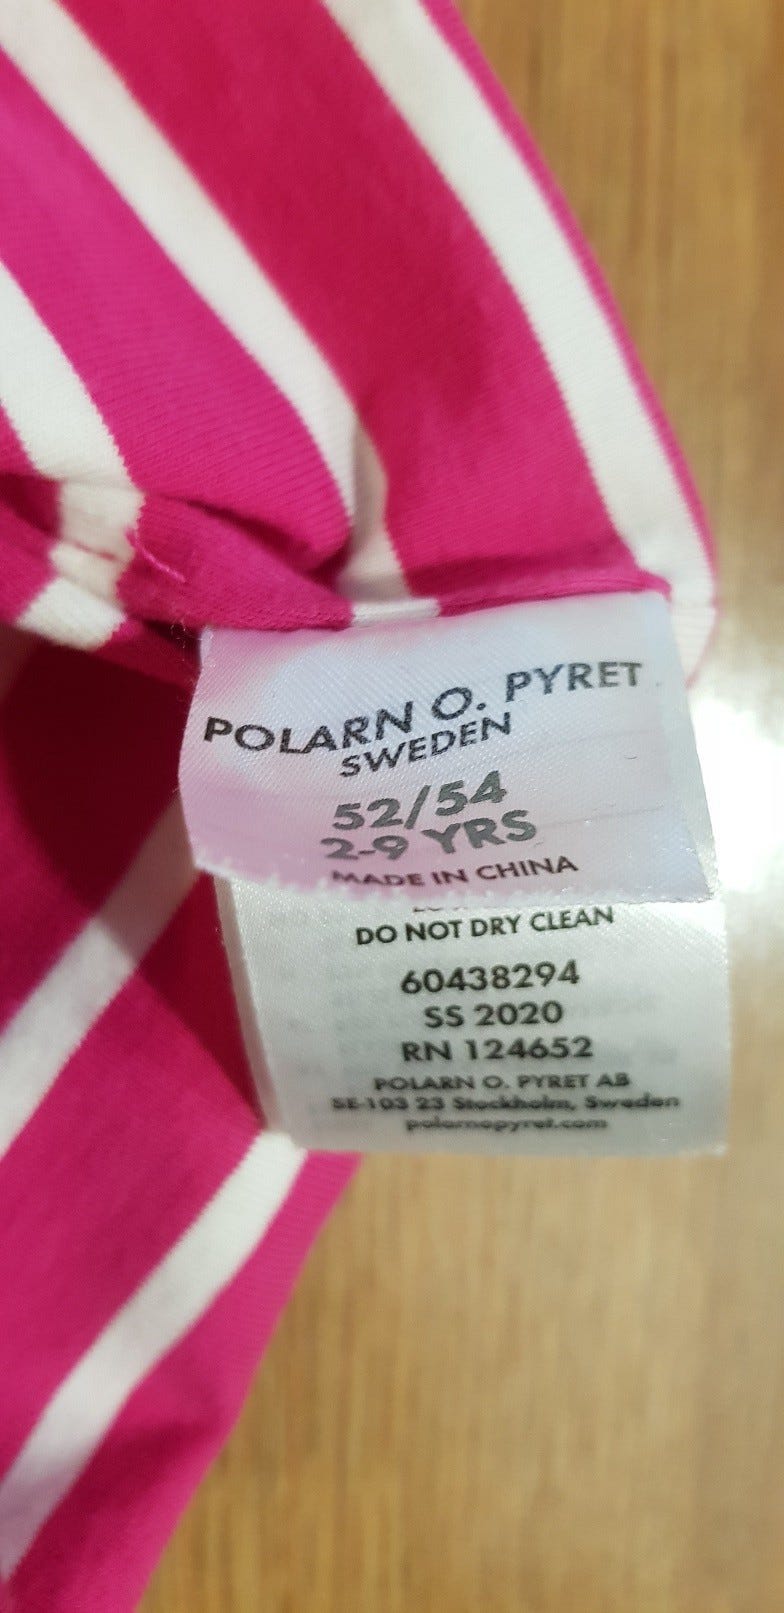 POLARN O. PYRET
SWEDEN
52/54
2-9 YRS
MADE IN CHINA
DO NOT DRY CLEAN
60438294
SS 2020
RN 124652
POLARN O. PYRET AB
SE-103 23 Stockholm, Sweden
polarnopyret.com